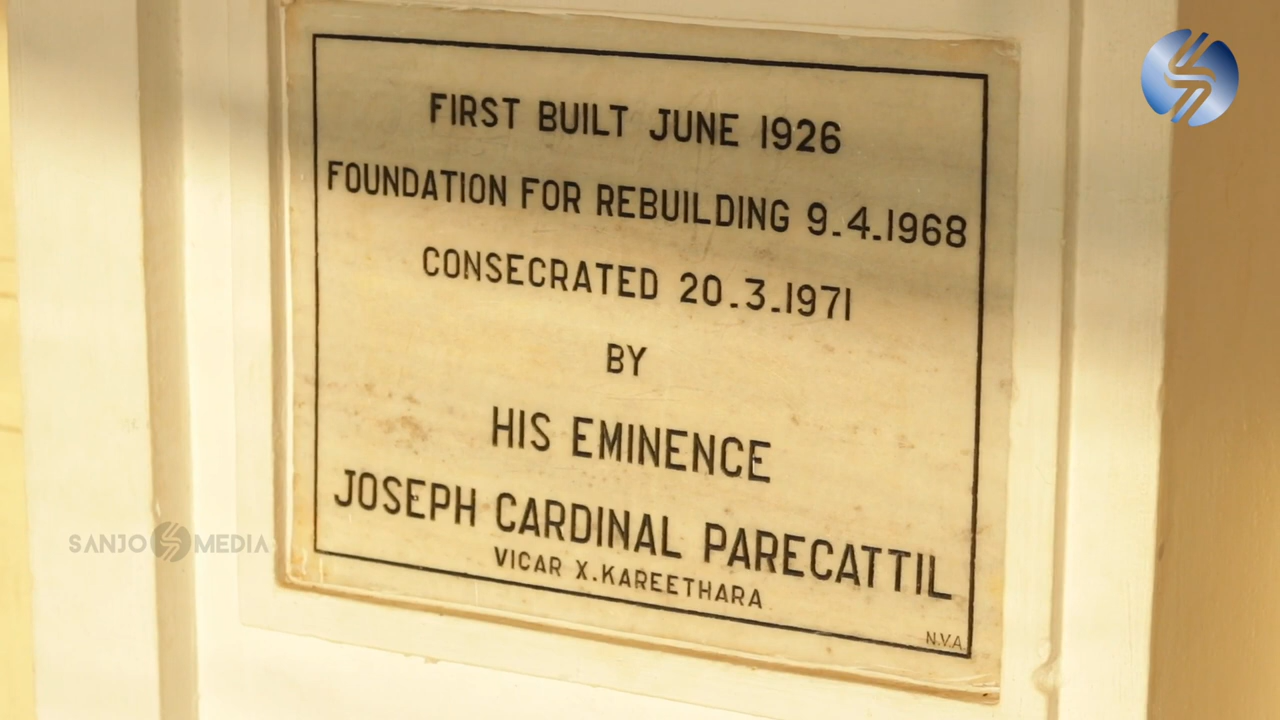 FIRST BUILT JUNE 1926
FOUNDATION FOR REBUILDING 9.4.1968
CONSECRATED 20.3.1971
BY
HIS EMINENCE
JOSEPH CARDINAL PARECATTIL
VICAR X.KAREETHARA
N.V.A
SANJO MEDIA